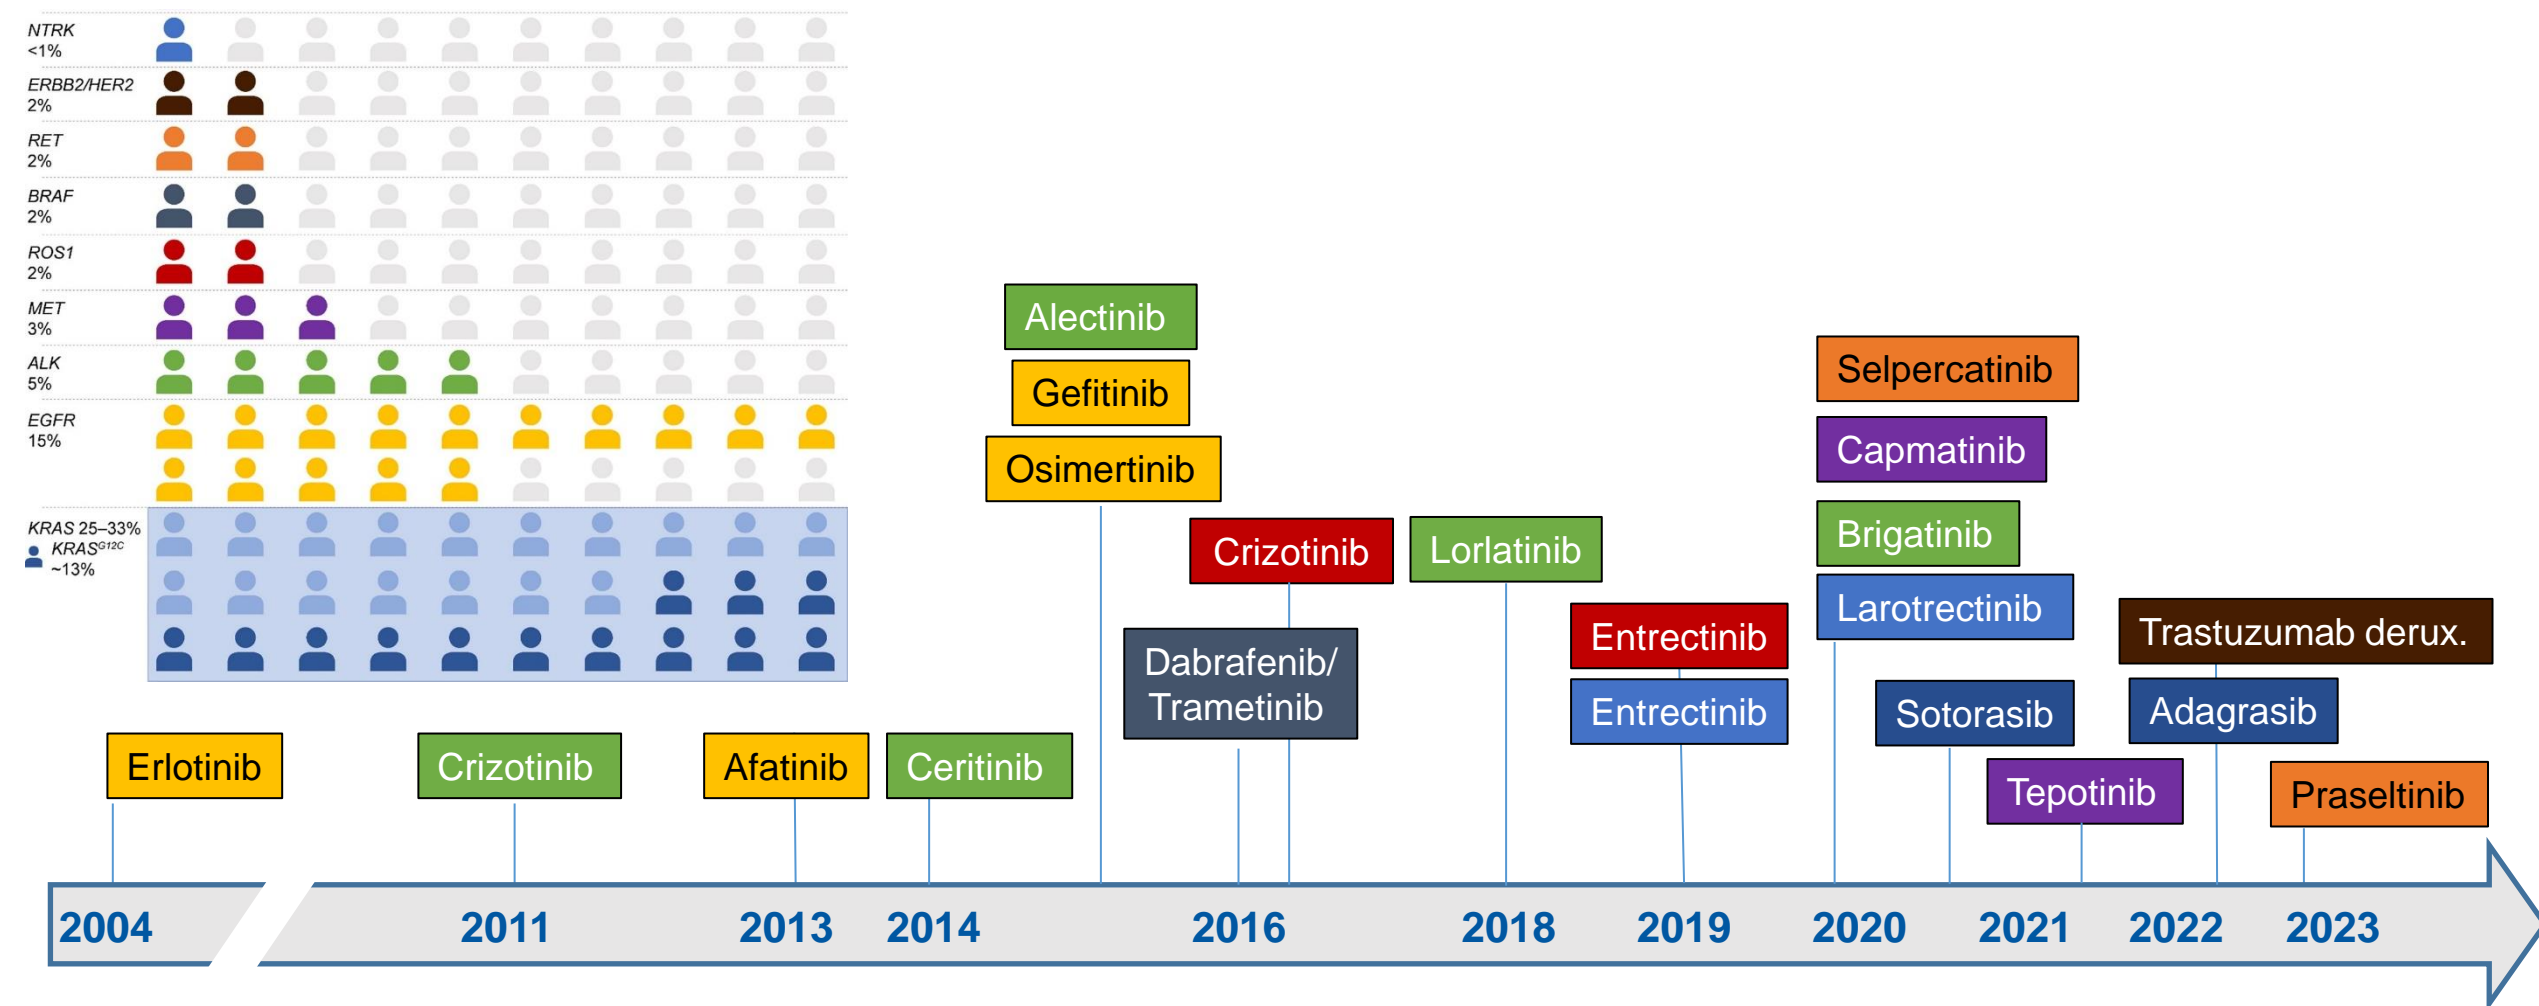 NTRK
<1%
ERBB2/HER2
2%
RET
2%
BRAF
2%
ROS1
2%
MET
3%
ALK
5%
EGFR
15%
KRAS 25–33%
KRASG12C
~13%
Alectinib
Gefitinib
Osimertinib
Crizotinib
Dabrafenib/
Trametinib
Lorlatinib
Entrectinib
Entrectinib
Selpercatinib
Capmatinib
Brigatinib
Larotrectinib
Sotorasib
Tepotinib
Trastuzumab derux.
Adagrasib
Praseltinib
Erlotinib
Crizotinib
Afatinib
Ceritinib
2004
2011
2013
2014
2016
2018
2019
2020
2021
2022
2023